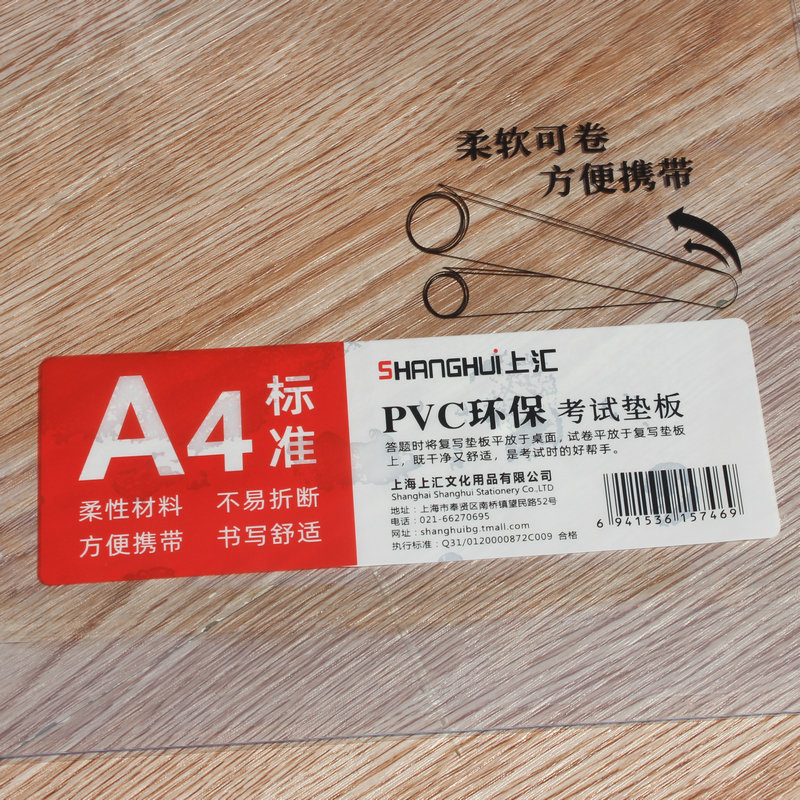 柔软可卷
方便携带
A4标准
柔性材料 不易折断
方便携带 书写舒适
SHANGHUi上汇
PVC环保 考试垫板
答题时将复写垫板平放于桌面, 试卷平放于复写垫板
上, 既干净又舒适, 是考试时的好帮手。
上海上汇文化用品有限公司
Shanghai Shanghui Stationery Co.,LTD
地址: 上海市奉贤区南桥镇望民路52号
电话: 021-66270695
网址: shanghuibg.tmall.com
执行标准: Q31/0120000872C009 合格
6 941536 157469